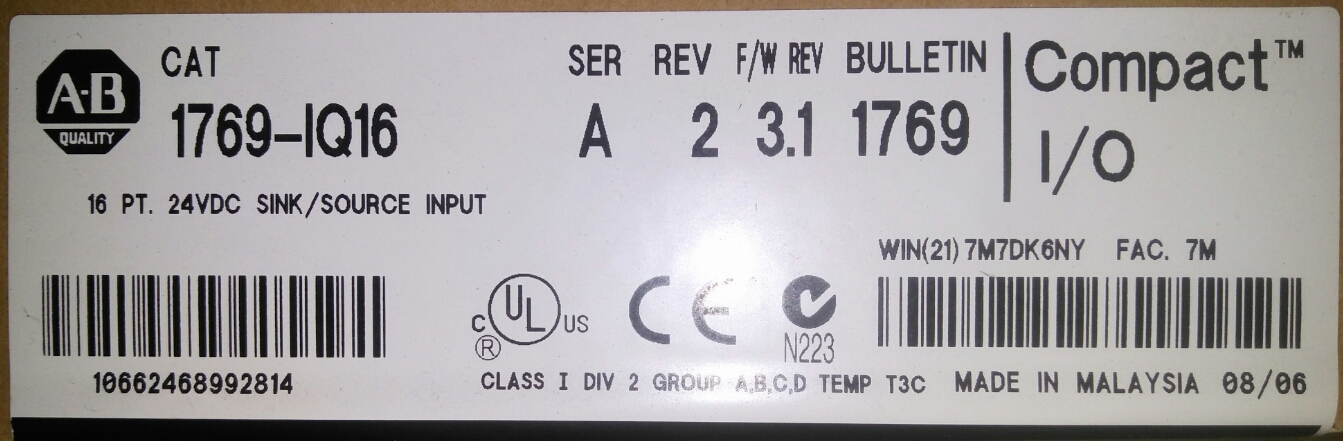 A-B
QUALITY
CAT SER REV F/W REV BULLETIN
1769-IQ16 A 2 3.1 1769
Compact™
I/O
16 PT. 24VDC SINK/SOURCE INPUT
WIN(21) 7M7DK6NY FAC. 7M
10662468992814
C UL US
®
CE
N223
CLASS I DIV 2 GROUP A,B,C,D TEMP T3C MADE IN MALAYSIA 08/06